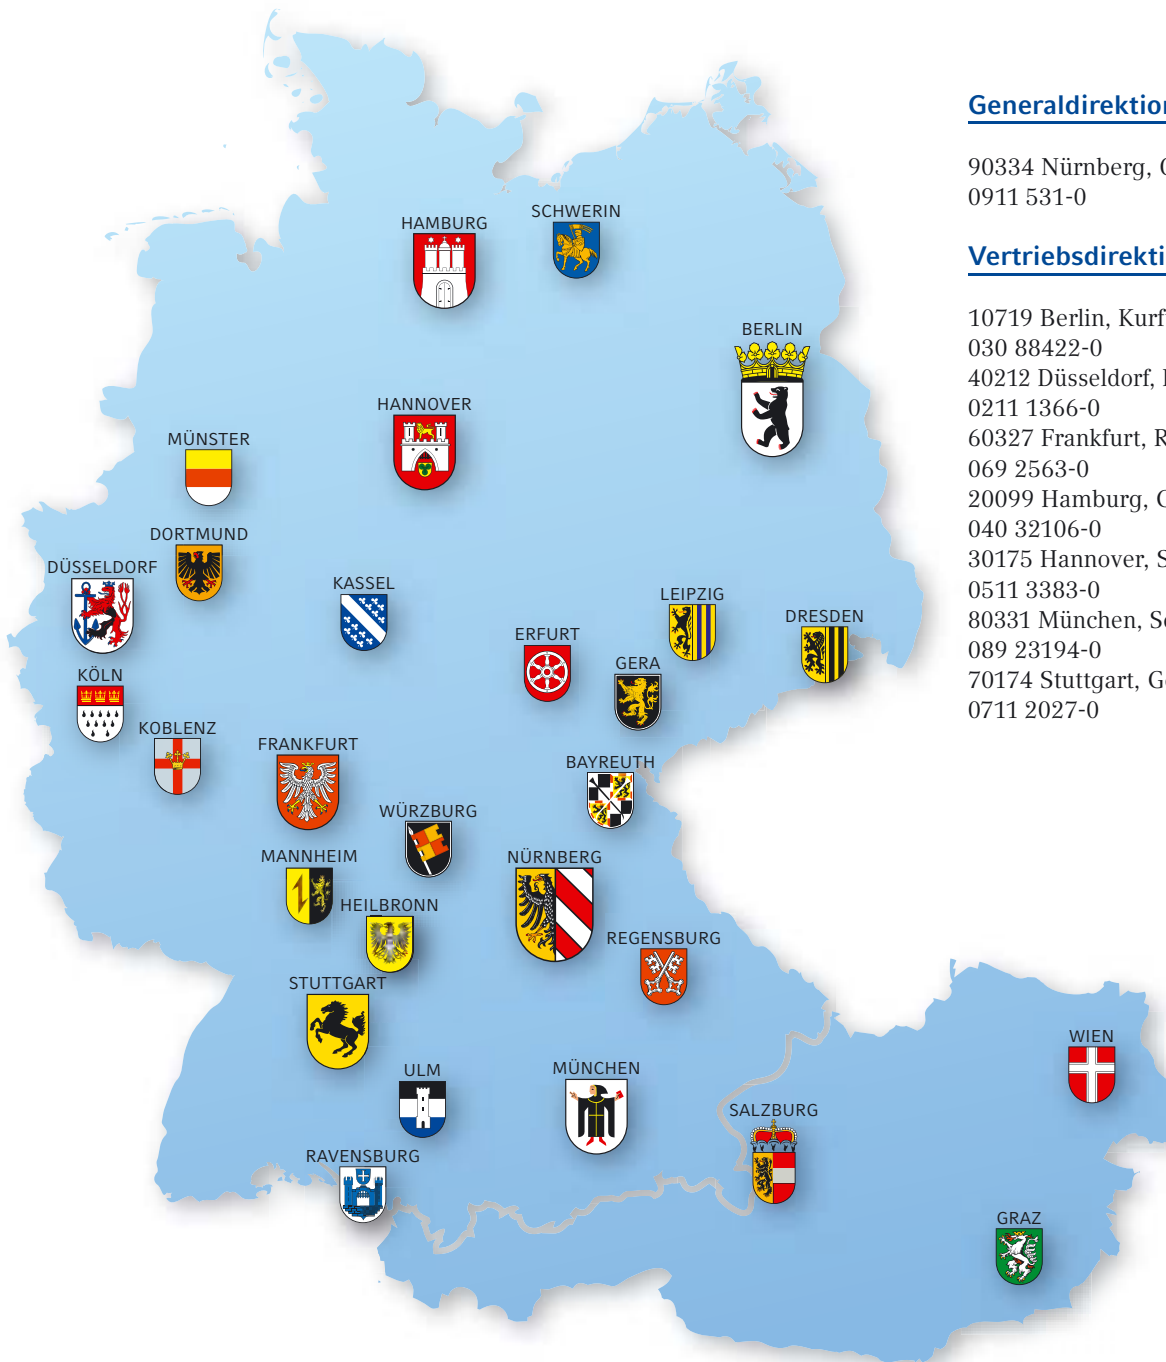 HAMBURG
SCHWERIN
BERLIN
HANNOVER
MÜNSTER
DORTMUND
DÜSSELDORF
KASSEL
LEIPZIG
DRESDEN
ERFURT
GERA
KÖLN
KOBLENZ
FRANKFURT
BAYREUTH
WÜRZBURG
MANNHEIM
NÜRNBERG
HEILBRONN
REGENSBURG
STUTTGART
WIEN
ULM
MÜNCHEN
SALZBURG
RAVENSBURG
GRAZ
Generaldirektion
90334 Nürnberg,
0911 531-0
Vertriebsdirekti
10719 Berlin, Kurf
030 88422-0
40212 Düsseldorf,
0211 1366-0
60327 Frankfurt, R
069 2563-0
20099 Hamburg,
040 32106-0
30175 Hannover, S
0511 3383-0
80331 München, Se
089 23194-0
70174 Stuttgart, Ge
0711 2027-0